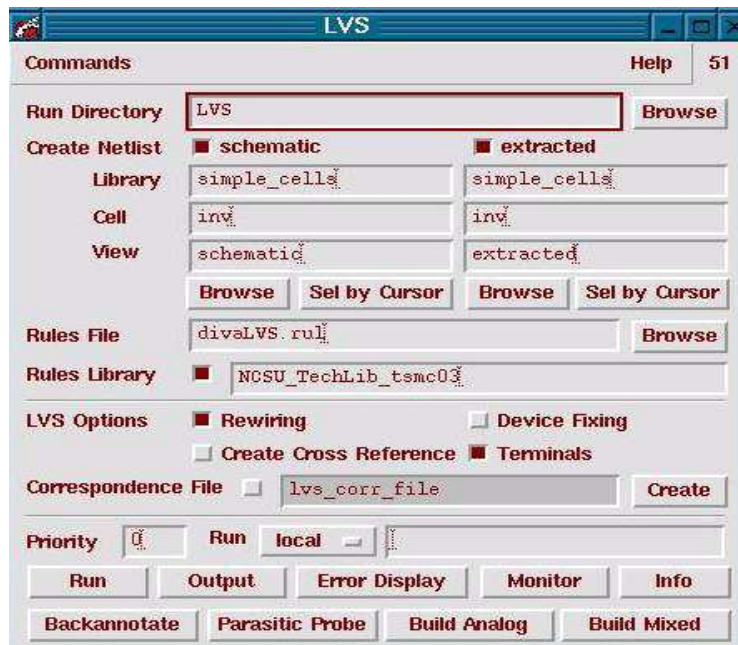 LVS
Commands Help 51
Run Directory LVS Browse
Create Netlist schematic extracted
Library simple_cells simple_cells
Cell inv inv
View schematic extracted
Browse Sel by Cursor Browse Sel by Cursor
Rules File divaLVS.rul Browse
Rules Library NCSU_TechLib_tsmc03
LVS Options Rewiring Device Fixing
Create Cross Reference Terminals
Correspondence File lvs_corr_file Create
Priority 0 Run local
Run Output Error Display Monitor Info
Backannotate Parasitic Probe Build Analog Build Mixed